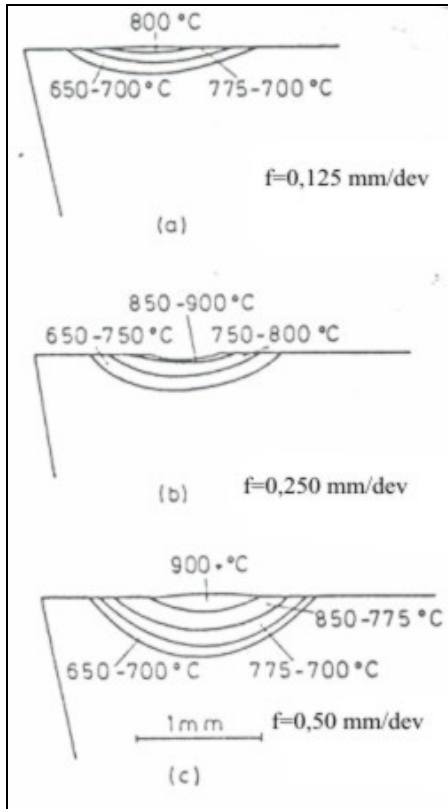 800 °C
650-700 °C 775-700 °C
f=0,125 mm/dev
(a)
850-900 °C
650-750 °C 750-800 °C
f=0,250 mm/dev
(b)
900+°C
850-775 °C
650-700 °C 775-700 °C
1mm f=0,50 mm/dev
(c)